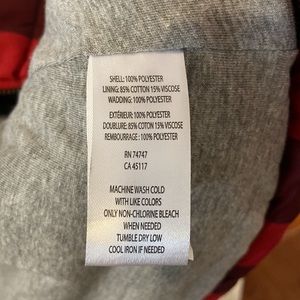 SHELL: 100% POLYESTER
LINING: 85% COTTON 15% VISCOSE
WADDING: 100% POLYESTER
EXTÉRIEUR: 100% POLYESTER
DOUBLURE: 85% COTON 15% VISCOSE
REMBOURRAGE : 100% POLYESTER
RN 74747
CA 45117
MACHINE WASH COLD
WITH LIKE COLORS
ONLY NON-CHLORINE BLEACH
WHEN NEEDED
TUMBLE DRY LOW
COOL IRON IF NEEDED